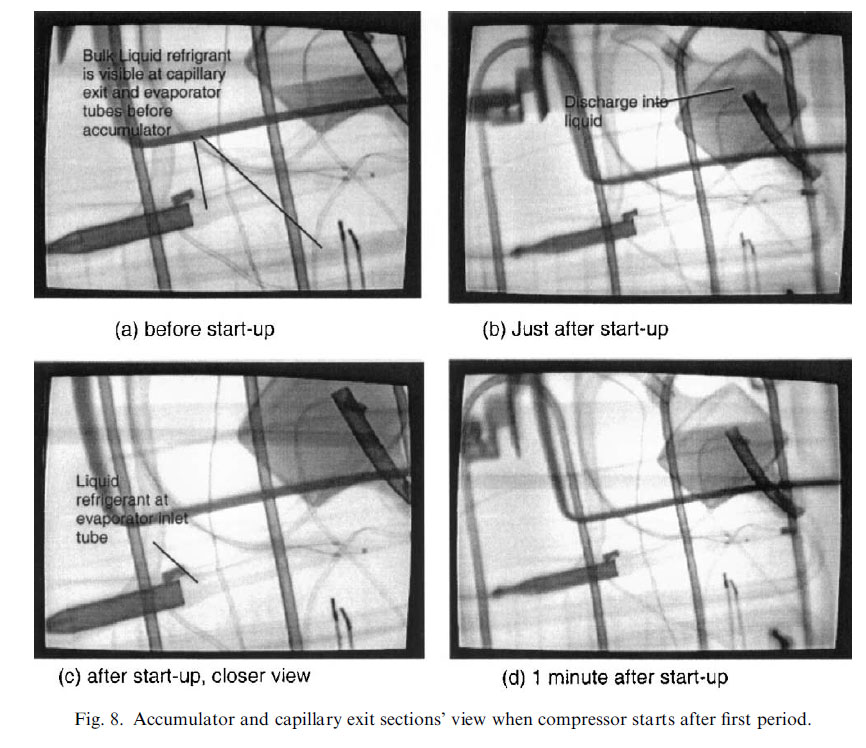 Bulk Liquid refrigrant
is visible at capillary
exit and evaporator
tubes before
accumulator
Discharge into
liquid
(a) before start-up
(b) Just after start-up
Liquid
refrigerant at
evaporator inlet
tube
(c) after start-up, closer view
(d) 1 minute after start-up
Fig. 8. Accumulator and capillary exit sections' view when compressor starts after first period.